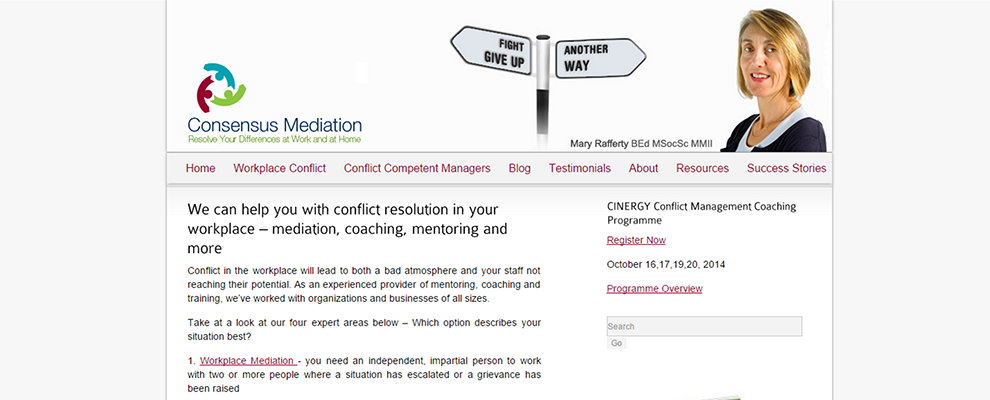 FIGHT
GIVE UP
ANOTHER
WAY
Consensus Mediation
Resolve Your Differences at Work and at Home
Mary Rafferty BEd MSocSc MMII
Home Workplace Conflict Conflict Competent Managers Blog Testimonials About Resources Success Stories
We can help you with conflict resolution in your
workplace – mediation, coaching, mentoring and
more
Conflict in the workplace will lead to both a bad atmosphere and your staff not
reaching their potential. As an experienced provider of mentoring, coaching and
training, we've worked with organizations and businesses of all sizes.
Take at a look at our four expert areas below – Which option describes your
situation best?
1. Workplace Mediation - you need an independent, impartial person to work
with two or more people where a situation has escalated or a grievance has
been raised
CINERGY Conflict Management Coaching
Programme
Register Now
October 16,17,19,20, 2014
Programme Overview
Search
Go